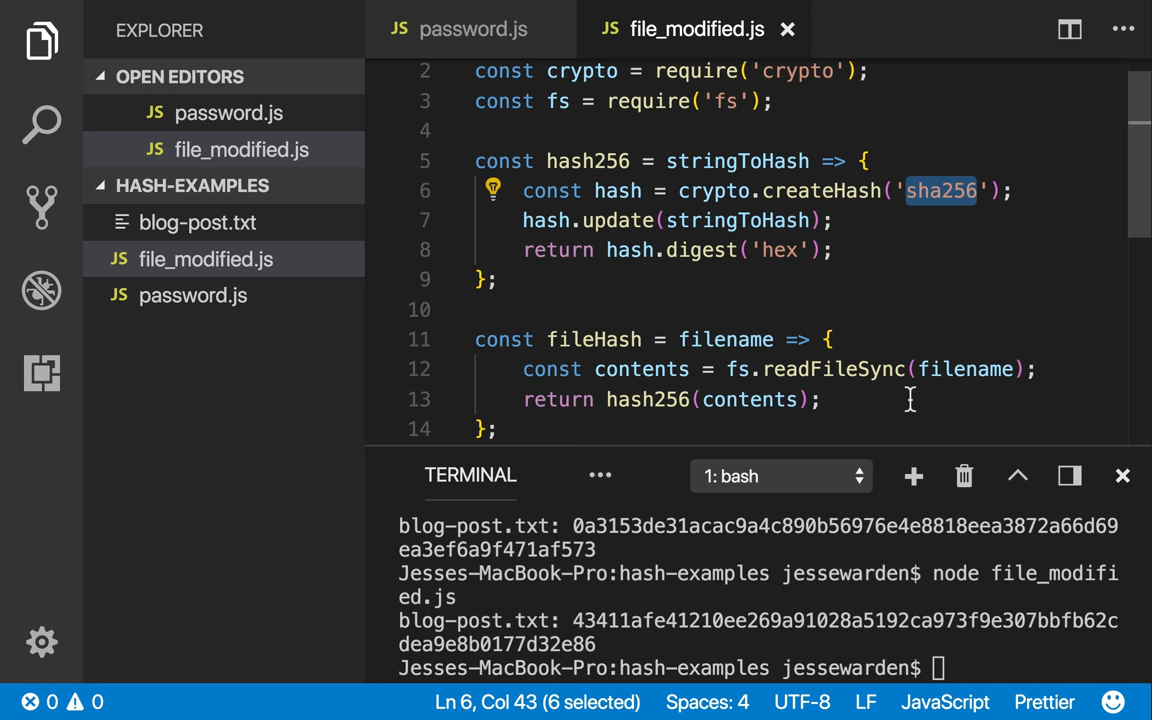 EXPLORER
OPEN EDITORS
JS password.js
JS file_modified.js
HASH-EXAMPLES
blog-post.txt
JS file_modified.js
JS password.js
JS password.js
JS file_modified.js
2 const crypto = require('crypto');
3 const fs = require('fs');
4
5 const hash256 = stringToHash => {
6 const hash = crypto.createHash('sha256');
7 hash.update(stringToHash);
8 return hash.digest('hex');
9 };
10
11 const fileHash = filename => {
12 const contents = fs.readFileSync(filename);
13 return hash256(contents);
14 };
TERMINAL
1: bash
blog-post.txt: 0a3153de31acac9a4c890b56976e4e8818eea3872a66d69
ea3ef6a9f471af573
Jesses-MacBook-Pro:hash-examples jessewarden$ node file_modifi
ed.js
blog-post.txt: 43411afe41210ee269a91028a5192ca973f9e307bbfb62c
dea9e8b0177d32e86
Jesses-MacBook-Pro:hash-examples jessewarden$
0 0
Ln 6, Col 43 (6 selected) Spaces: 4 UTF-8 LF JavaScript Prettier